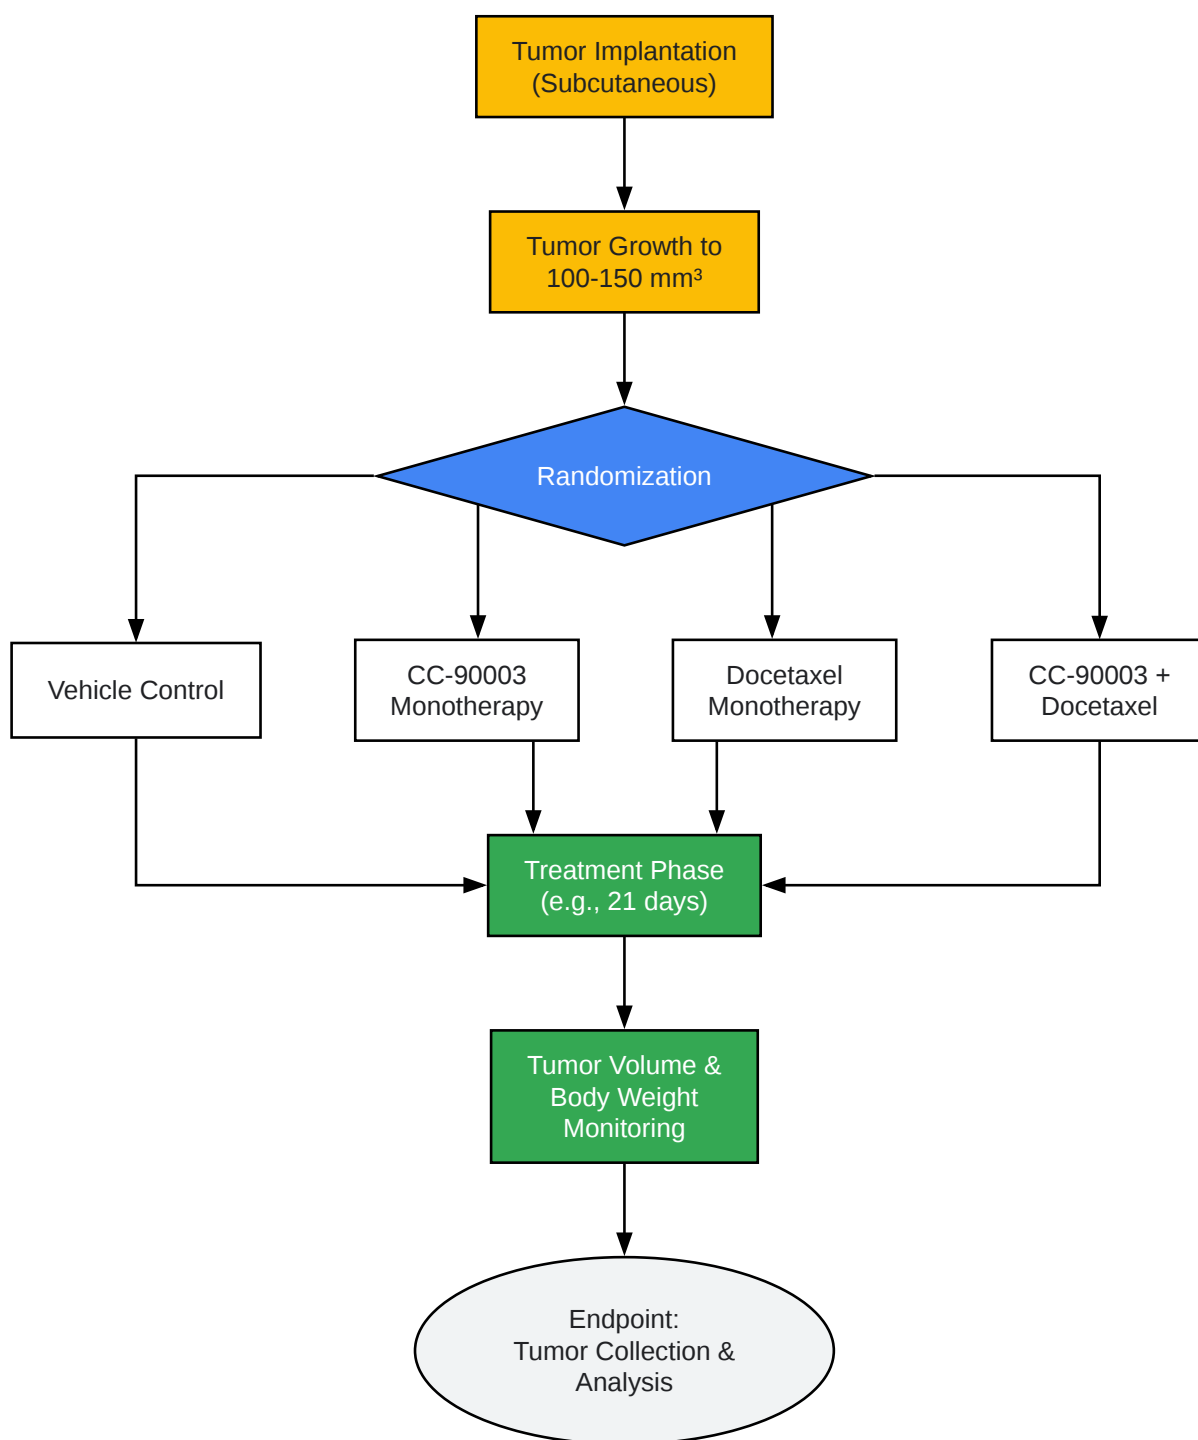 Tumor Implantation
(Subcutaneous)
Tumor Growth to
100-150 mm³
Randomization
Vehicle Control
CC-90003
Monotherapy
Docetaxel
Monotherapy
CC-90003 +
Docetaxel
Treatment Phase
(e.g., 21 days)
Tumor Volume &
Body Weight
Monitoring
Endpoint:
Tumor Collection &
Analysis